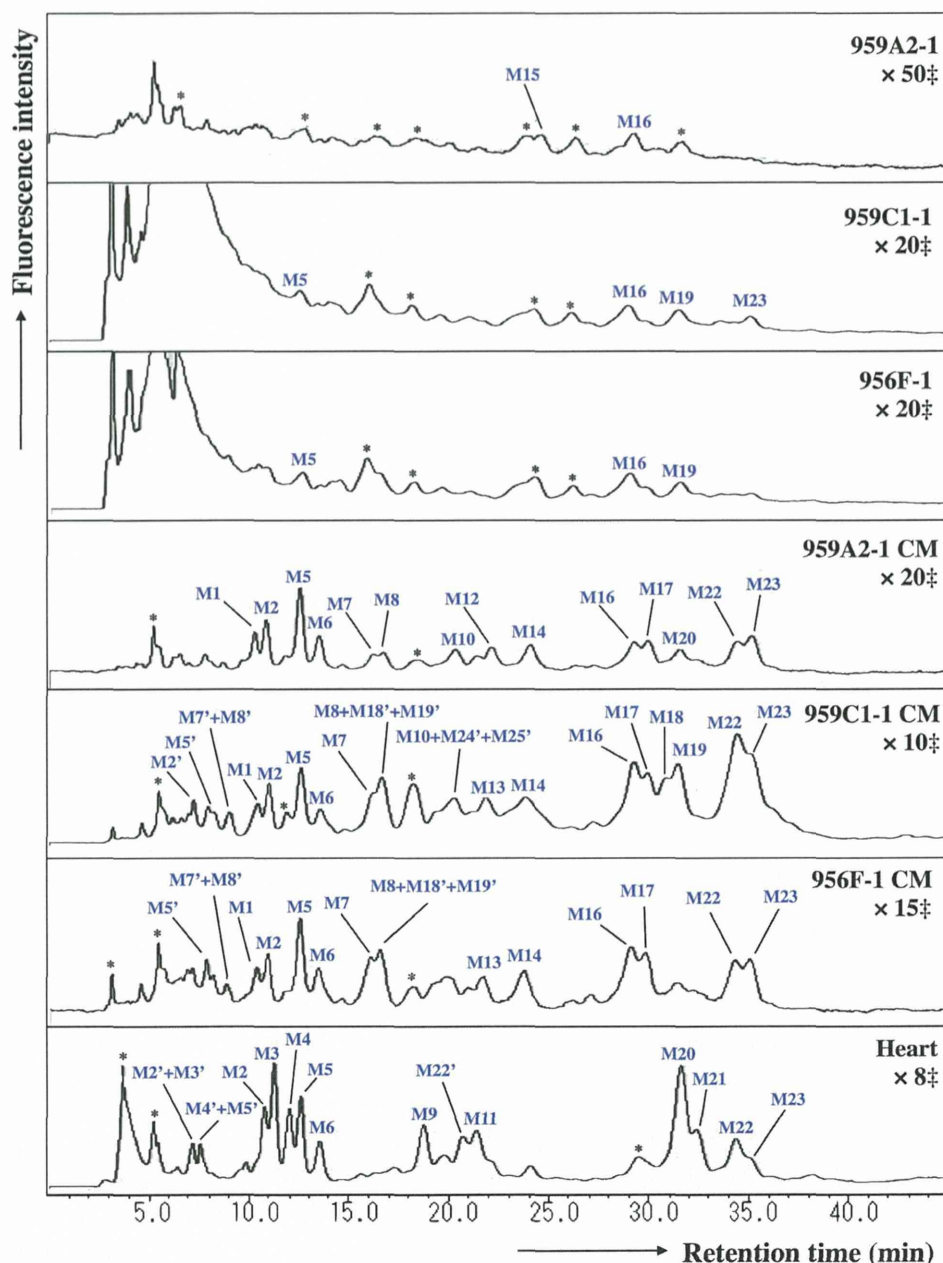 Fluorescence intensity
959A2-1
× 50‡
*
*
*
*
*
M15
*
M16
*
959C1-1
× 20‡
M5
*
*
*
*
M16
M19
M23
956F-1
× 20‡
M5
*
*
*
*
M16
M19
959A2-1 CM
× 20‡
*
M1
M2
M5
M6
M7
M8
*
M10
M12
M14
M16
M17
M20
M22
M23
959C1-1 CM
× 10‡
*
M2’
M5’
M7’+M8’
M1
M2
*
M5
M6
M7
M8+M18’+M19’
*
M10+M24’+M25’
M13
M14
M16
M17
M18
M19
M22
M23
956F-1 CM
× 15‡
*
*
M5’
M7’+M8’
M1
M2
M5
M6
M7
M8+M18’+M19’
*
M13
M14
M16
M17
M22
M23
Heart
× 8‡
*
M2’+M3’
*
M4’+M5’
M2
M3
M4
M5
M6
M9
M22’
M11
*
M20
M21
M22
M23
5.0 10.0 15.0 20.0 25.0 30.0 35.0 40.0
Retention time (min)